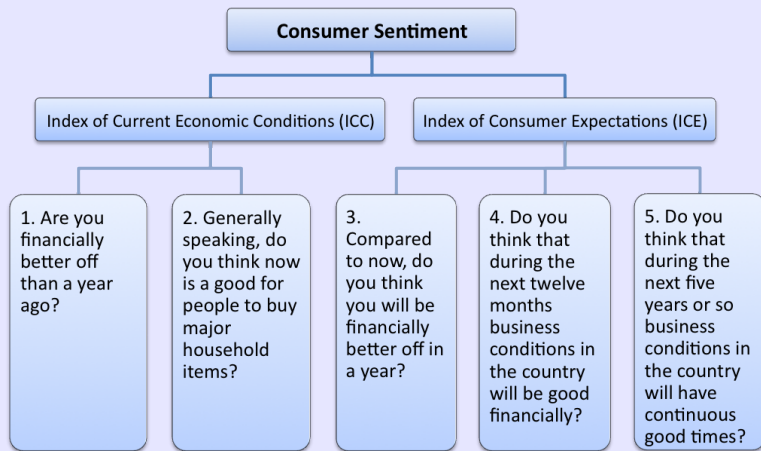 Consumer Sentiment
Index of Current Economic Conditions (ICC)
Index of Consumer Expectations (ICE)
1. Are you
financially
better off
than a year
ago?
2. Generally
speaking, do
you think now
is a good for
people to buy
major
household
items?
3.
Compared
to now, do
you think
you will be
financially
better off in
a year?
4. Do you
think that
during the
next twelve
months
business
conditions in
the country
will be good
financially?
5. Do you
think that
during the
next five
years or so
business
conditions in
the country
will have
continuous
good times?